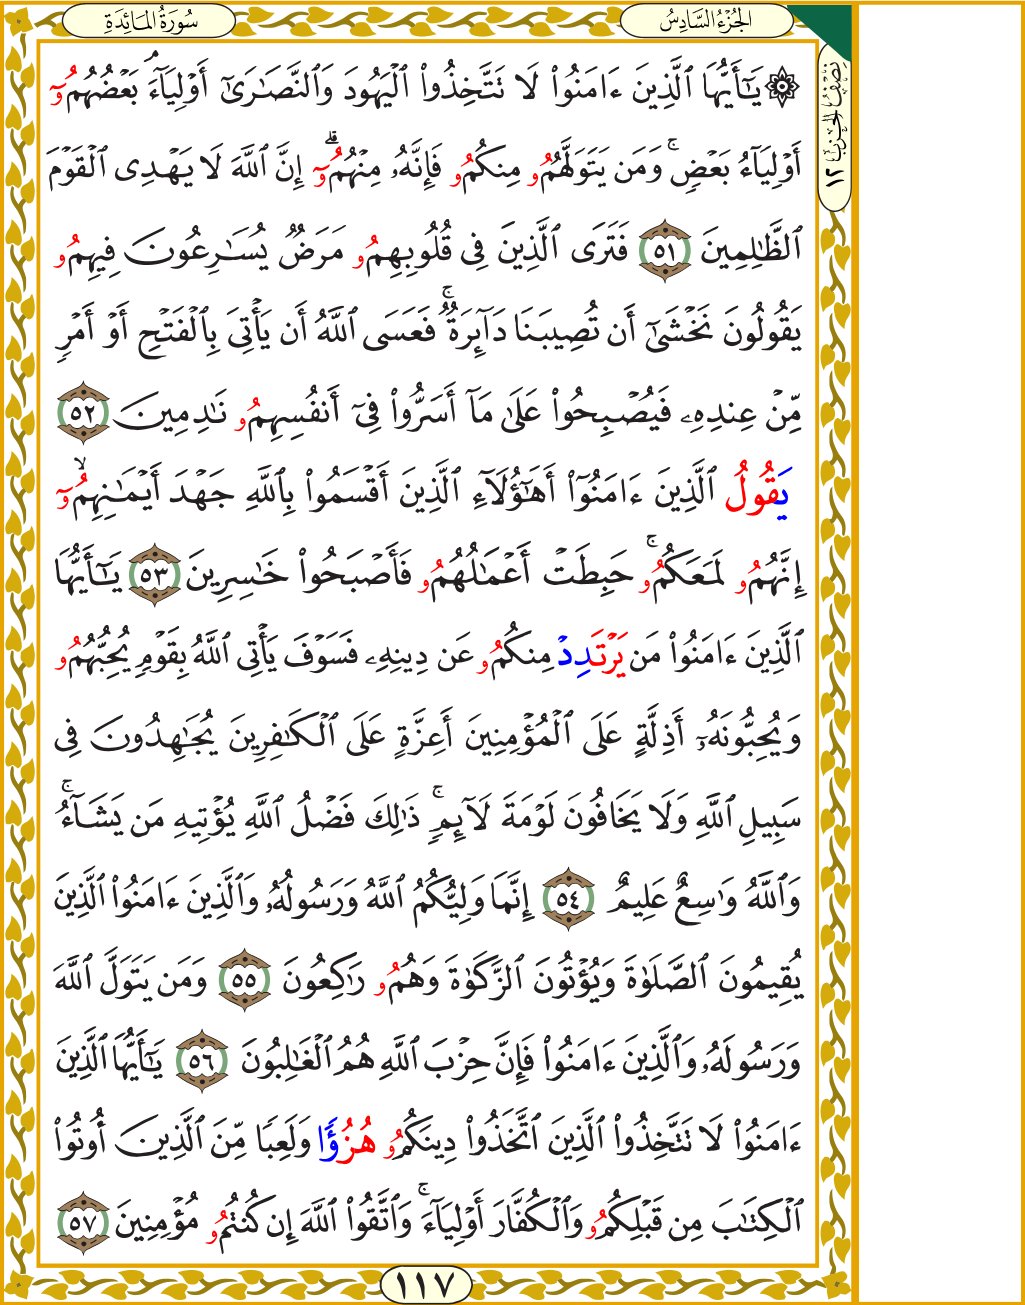 سُورَةُ المَائِدَةِ
الجُزْءُ السَّادِسُ
نِصْفُ الحِزْبِ ١٢
۞ يَٰٓأَيُّهَا ٱلَّذِينَ ءَامَنُوا۟ لَا تَتَّخِذُوا۟ ٱلْيَهُودَ وَٱلنَّصَٰرَىٰٓ أَوْلِيَآءَۘ بَعْضُهُمُۥٓ
أَوْلِيَآءُ بَعْضٍۚ وَمَن يَتَوَلَّهُمُۥ مِنكُمُۥ فَإِنَّهُۥ مِنْهُمُۥٓۗ إِنَّ ٱللَّهَ لَا يَهْدِى ٱلْقَوْمَ
ٱلظَّٰلِمِينَ ٥١ فَتَرَى ٱلَّذِينَ فِى قُلُوبِهِمُۥ مَرَضٌ يُسَٰرِعُونَ فِيهِمُۥ
يَقُولُونَ نَخْشَىٰٓ أَن تُصِيبَنَا دَآئِرَةٌۚ فَعَسَى ٱللَّهُ أَن يَأْتِىَ بِٱلْفَتْحِ أَوْ أَمْرٍ
مِّنْ عِندِهِۦ فَيُصْبِحُوا۟ عَلَىٰ مَآ أَسَرُّوا۟ فِىٓ أَنفُسِهِمُۥ نَٰدِمِينَ ٥٢
يَقُولُ ٱلَّذِينَ ءَامَنُوٓا۟ أَهَٰٓؤُلَآءِ ٱلَّذِينَ أَقْسَمُوا۟ بِٱللَّهِ جَهْدَ أَيْمَٰنِهِمُۥٓۙ
إِنَّهُمُۥ لَمَعَكُمُۥۚ حَبِطَتْ أَعْمَٰلُهُمُۥ فَأَصْبَحُوا۟ خَٰسِرِينَ ٥٣ يَٰٓأَيُّهَا
ٱلَّذِينَ ءَامَنُوا۟ مَن يَرْتَدِدْ مِنكُمُۥ عَن دِينِهِۦ فَسَوْفَ يَأْتِى ٱللَّهُ بِقَوْمٍ يُحِبُّهُمُۥ
وَيُحِبُّونَهُۥٓ أَذِلَّةٍ عَلَى ٱلْمُؤْمِنِينَ أَعِزَّةٍ عَلَى ٱلْكَٰفِرِينَ يُجَٰهِدُونَ فِى
سَبِيلِ ٱللَّهِ وَلَا يَخَافُونَ لَوْمَةَ لَآئِمٍۚ ذَٰلِكَ فَضْلُ ٱللَّهِ يُؤْتِيهِ مَن يَشَآءُۚ
وَٱللَّهُ وَٰسِعٌ عَلِيمٌ ٥٤ إِنَّمَا وَلِيُّكُمُ ٱللَّهُ وَرَسُولُهُۥ وَٱلَّذِينَ ءَامَنُوا۟ ٱلَّذِينَ
يُقِيمُونَ ٱلصَّلَوٰةَ وَيُؤْتُونَ ٱلزَّكَوٰةَ وَهُمُۥ رَٰكِعُونَ ٥٥ وَمَن يَتَوَلَّ ٱللَّهَ
وَرَسُولَهُۥ وَٱلَّذِينَ ءَامَنُوا۟ فَإِنَّ حِزْبَ ٱللَّهِ هُمُ ٱلْغَٰلِبُونَ ٥٦ يَٰٓأَيُّهَا ٱلَّذِينَ
ءَامَنُوا۟ لَا تَتَّخِذُوا۟ ٱلَّذِينَ ٱتَّخَذُوا۟ دِينَكُمُۥ هُزُؤًا وَلَعِبًا مِّنَ ٱلَّذِينَ أُوتُوا۟
ٱلْكِتَٰبَ مِن قَبْلِكُمُۥ وَٱلْكُفَّارَ أَوْلِيَآءَۚ وَٱتَّقُوا۟ ٱللَّهَ إِن كُنتُمُۥ مُؤْمِنِينَ ٥٧
١١٧